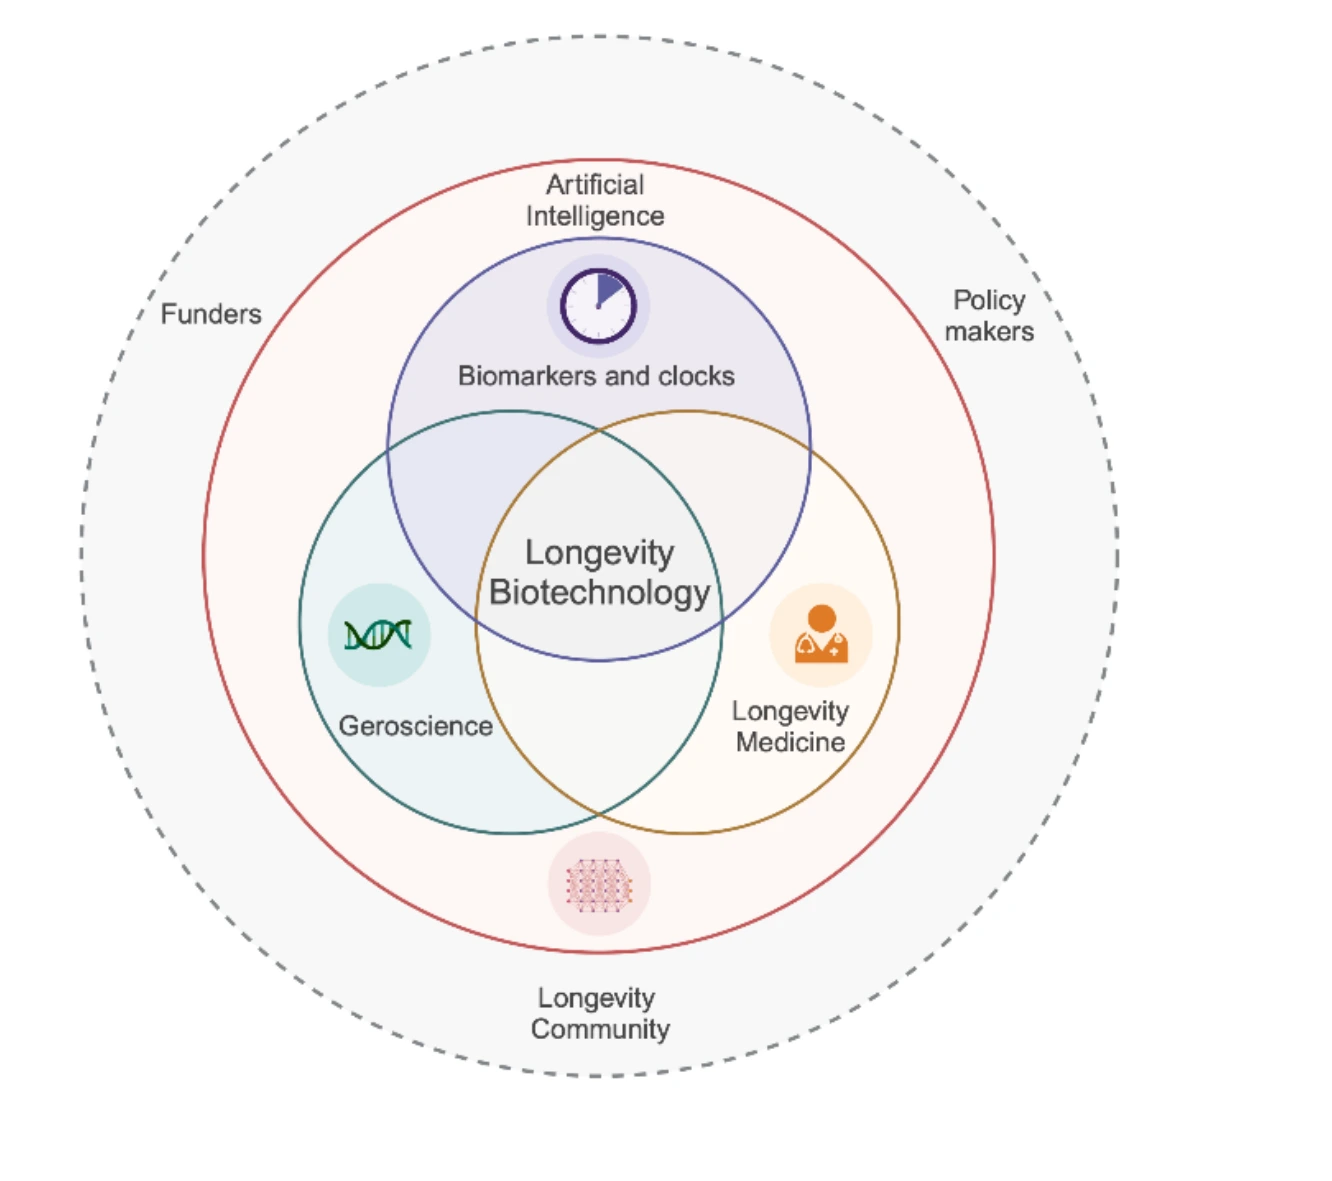 Artificial
Intelligence
Funders
Policy
makers
Biomarkers and clocks
Longevity
Biotechnology
Geroscience
Longevity
Medicine
Longevity
Community